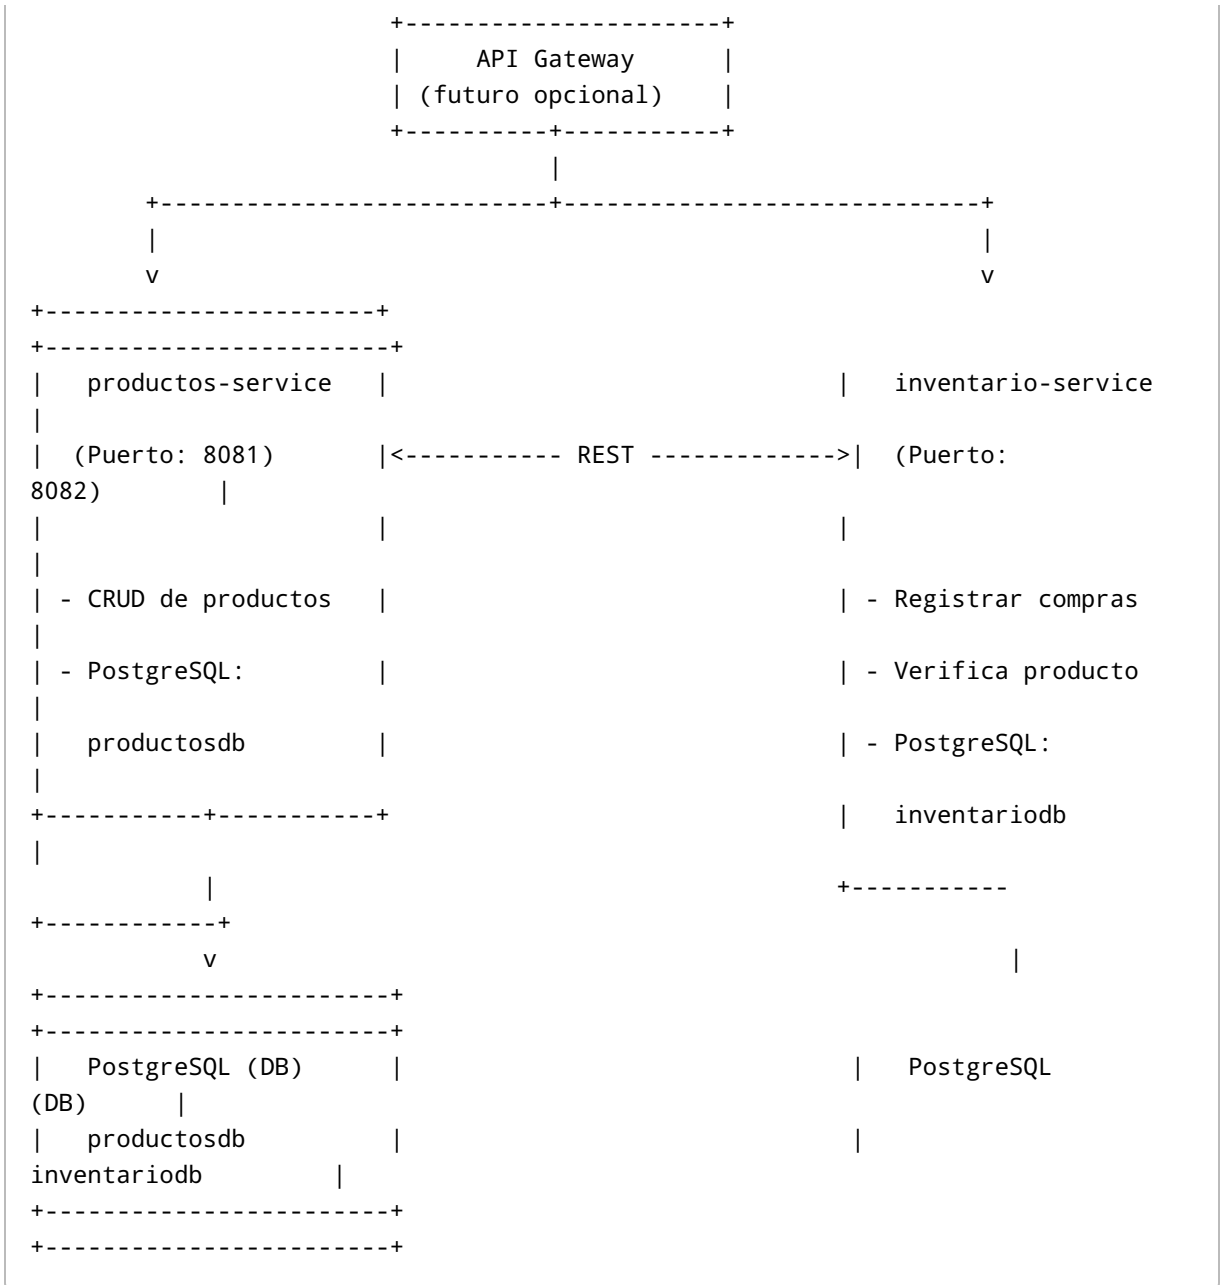 +----------------------+
                         |     API Gateway      |
                         | (futuro opcional)    |
                         +----------+-----------+
                                    |
        +---------------------------+-----------------------------+
        |                                                         |
        v                                                         v
+-----------------------+
+------------------------+
|   productos-service   |                               |   inventario-service
|
|  (Puerto: 8081)       |<----------- REST ------------->|  (Puerto:
8082)        |
|                       |                               |
|
| - CRUD de productos   |                               | - Registrar compras
|
| - PostgreSQL:         |                               | - Verifica producto
|
|   productosdb         |                               | - PostgreSQL:
|
+-----------+-----------+                               |   inventariodb
|
            |                                           +-----------
+------------+
            v                                                       |
+------------------------+
+------------------------+
|   PostgreSQL (DB)      |                               |   PostgreSQL
(DB)      |
|   productosdb          |                               |
inventariodb         |
+------------------------+
+------------------------+